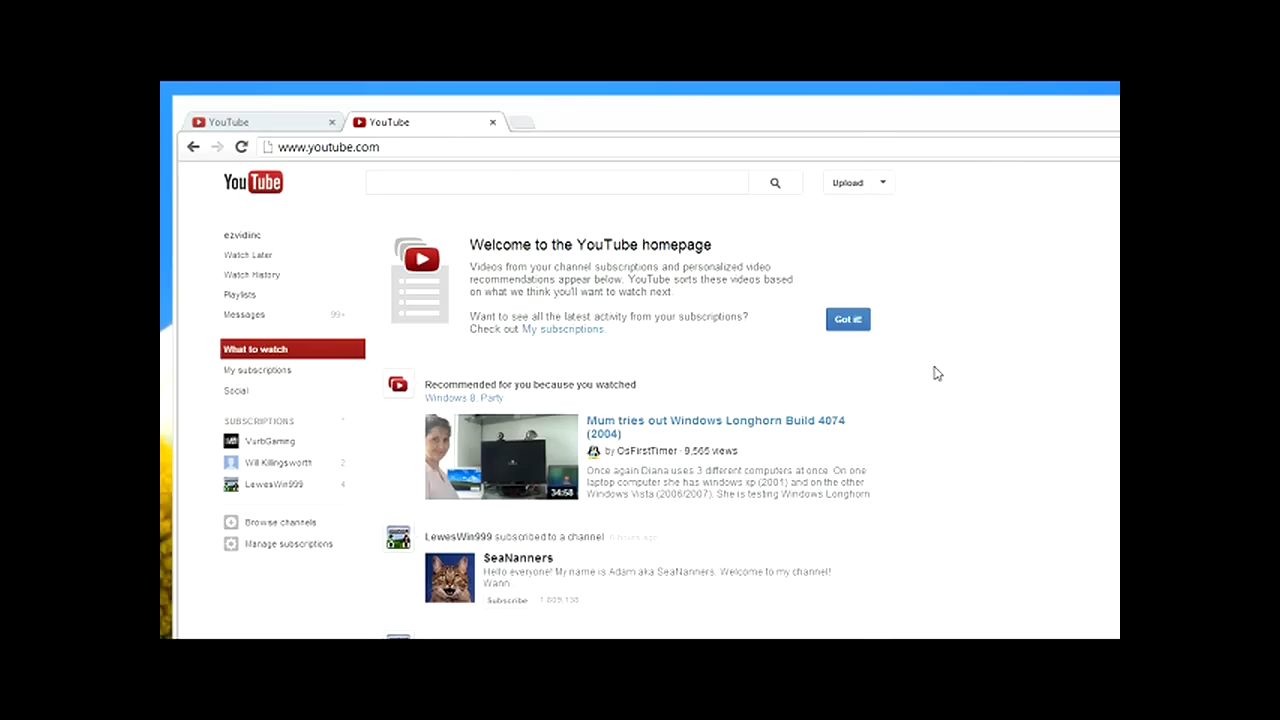 YouTube
YouTube
www.youtube.com
YouTube
Upload
ezvidinc
Watch Later
Watch History
Playlists
Messages 99+
What to watch
My subscriptions
Social
SUBSCRIPTIONS
VurbGaming
Will Killingsworth 2
LewesWin999 4
Browse channels
Manage subscriptions
Welcome to the YouTube homepage
Videos from your channel subscriptions and personalized video
recommendations appear below. YouTube sorts these videos based
on what we think you'll want to watch next.
Want to see all the latest activity from your subscriptions?
Check out My subscriptions.
Got it!
Recommended for you because you watched
Windows 8. Party
34:58
Mum tries out Windows Longhorn Build 4074
(2004)
by OsFirstTimer · 9,565 views
Once again Diana uses 3 different computers at once. On one
laptop computer she has windows xp (2001) and on the other
Windows Vista (2006/2007). She is testing Windows Longhorn
LewesWin999 subscribed to a channel 6 hours ago
SeaNanners
Hello everyone! My name is Adam aka SeaNanners. Welcome to my channel!
Wann
Subscribe